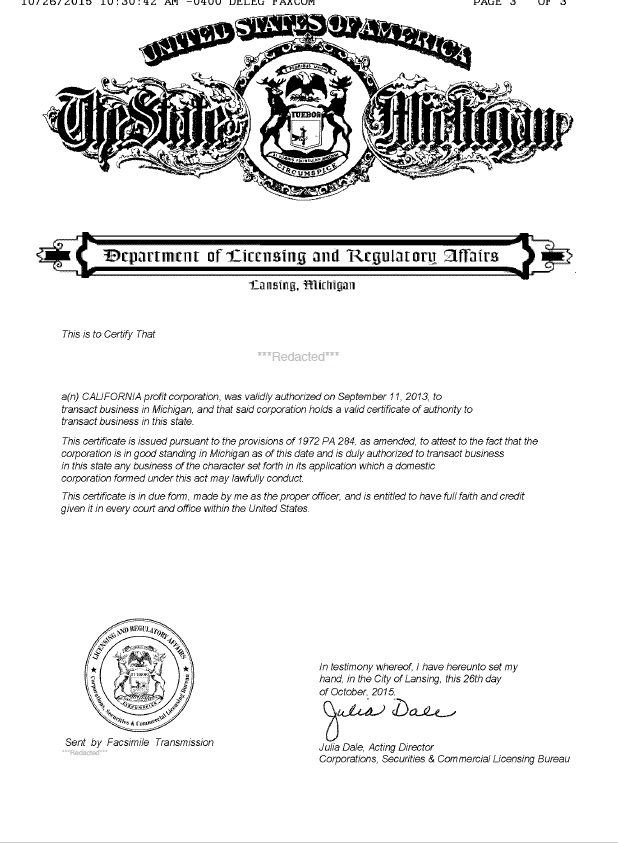 10/26/2015 10:30:42 AM -0400 DELEG FAXCOM PAGE 3 OF 3
UNITED STATES OF AMERICA
The State of Michigan
TUEBOR
CIRCUMSPICE
Department of Licensing and Regulatory Affairs
Lansing, Michigan
This is to Certify That
***Redacted***
a(n) CALIFORNIA profit corporation, was validly authorized on September 11, 2013, to
transact business in Michigan, and that said corporation holds a valid certificate of authority to
transact business in this state.
This certificate is issued pursuant to the provisions of 1972 PA 284, as amended, to attest to the fact that the
corporation is in good standing in Michigan as of this date and is duly authorized to transact business
in this state any business of the character set forth in its application which a domestic
corporation formed under this act may lawfully conduct.
This certificate is in due form, made by me as the proper officer, and is entitled to have full faith and credit
given it in every court and office within the United States.
LICENSING AND REGULATORY AFFAIRS
TUEBOR
Corporations, Securities & Commercial Licensing Bureau
Sent by Facsimile Transmission
***Redacted***
In testimony whereof, I have hereunto set my
hand, in the City of Lansing, this 26th day
of October, 2015.
Julia Dale
Julia Dale, Acting Director
Corporations, Securities & Commercial Licensing Bureau